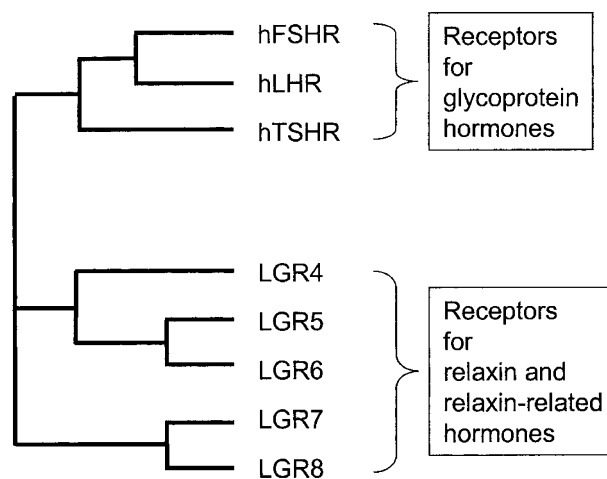 hFSHR
hLHR
hTSHR
Receptors
for
glycoprotein
hormones
LGR4
LGR5
LGR6
LGR7
LGR8
Receptors
for
relaxin and
relaxin-related
hormones